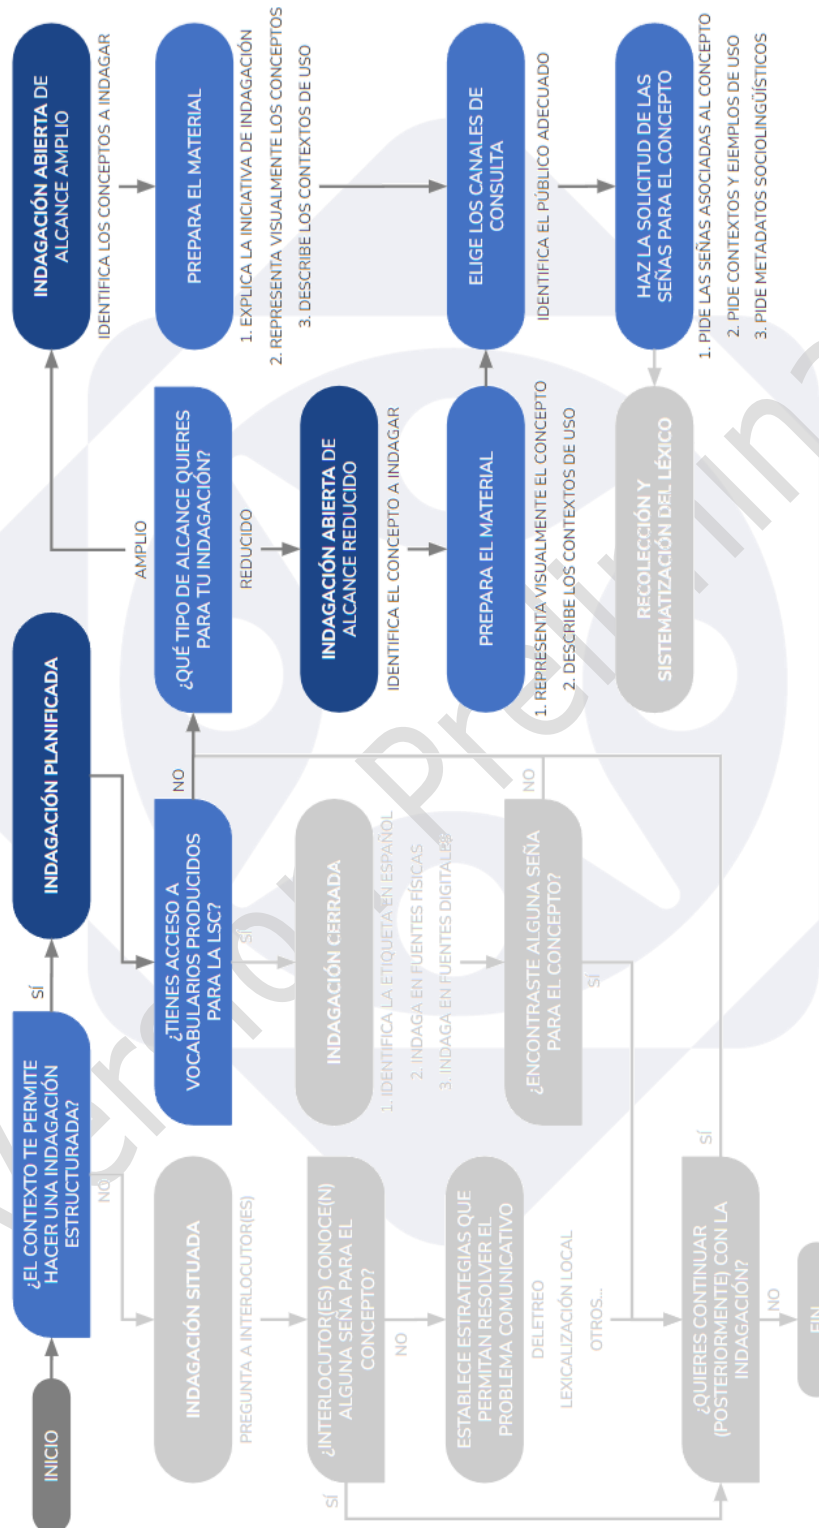 INICIO
¿EL CONTEXTO TE PERMITE
HACER UNA INDAGACIÓN
ESTRUCTURADA?
SÍ
NO
INDAGACIÓN PLANIFICADA
INDAGACIÓN SITUADA
PREGUNTA A INTERLOCUTOR(ES)
¿INTERLOCUTOR(ES) CONOCE(N)
ALGUNA SEÑA PARA EL
CONCEPTO?
SÍ
NO
ESTABLECE ESTRATEGIAS QUE
PERMITAN RESOLVER EL
PROBLEMA COMUNICATIVO
DELETREO
LEXICALIZACIÓN LOCAL
OTROS...
¿QUIERES CONTINUAR
(POSTERIORMENTE) CON LA
INDAGACIÓN?
SÍ
NO
FIN
¿TIENES ACCESO A
VOCABULARIOS PRODUCIDOS
PARA LA LSC?
NO
SÍ
INDAGACIÓN CERRADA
1. IDENTIFICA LA ETIQUETA EN ESPAÑOL
2. INDAGA EN FUENTES FÍSICAS
3. INDAGA EN FUENTES DIGITALES
¿ENCONTRASTE ALGUNA SEÑA
PARA EL CONCEPTO?
NO
SÍ
¿QUÉ TIPO DE ALCANCE QUIERES
PARA TU INDAGACIÓN?
AMPLIO
REDUCIDO
INDAGACIÓN ABIERTA DE
ALCANCE REDUCIDO
IDENTIFICA EL CONCEPTO A INDAGAR
PREPARA EL MATERIAL
1. REPRESENTA VISUALMENTE EL CONCEPTO
2. DESCRIBE LOS CONTEXTOS DE USO
INDAGACIÓN ABIERTA DE
ALCANCE AMPLIO
IDENTIFICA LOS CONCEPTOS A INDAGAR
PREPARA EL MATERIAL
1. EXPLICA LA INICIATIVA DE INDAGACIÓN
2. REPRESENTA VISUALMENTE LOS CONCEPTOS
3. DESCRIBE LOS CONTEXTOS DE USO
ELIGE LOS CANALES DE
CONSULTA
IDENTIFICA EL PÚBLICO ADECUADO
HAZ LA SOLICITUD DE LAS
SEÑAS PARA EL CONCEPTO
1. PIDE LAS SEÑAS ASOCIADAS AL CONCEPTO
2. PIDE CONTEXTOS Y EJEMPLOS DE USO
3. PIDE METADATOS SOCIOLINGÜÍSTICOS
RECOLECCIÓN Y
SISTEMATIZACIÓN DEL LÉXICO